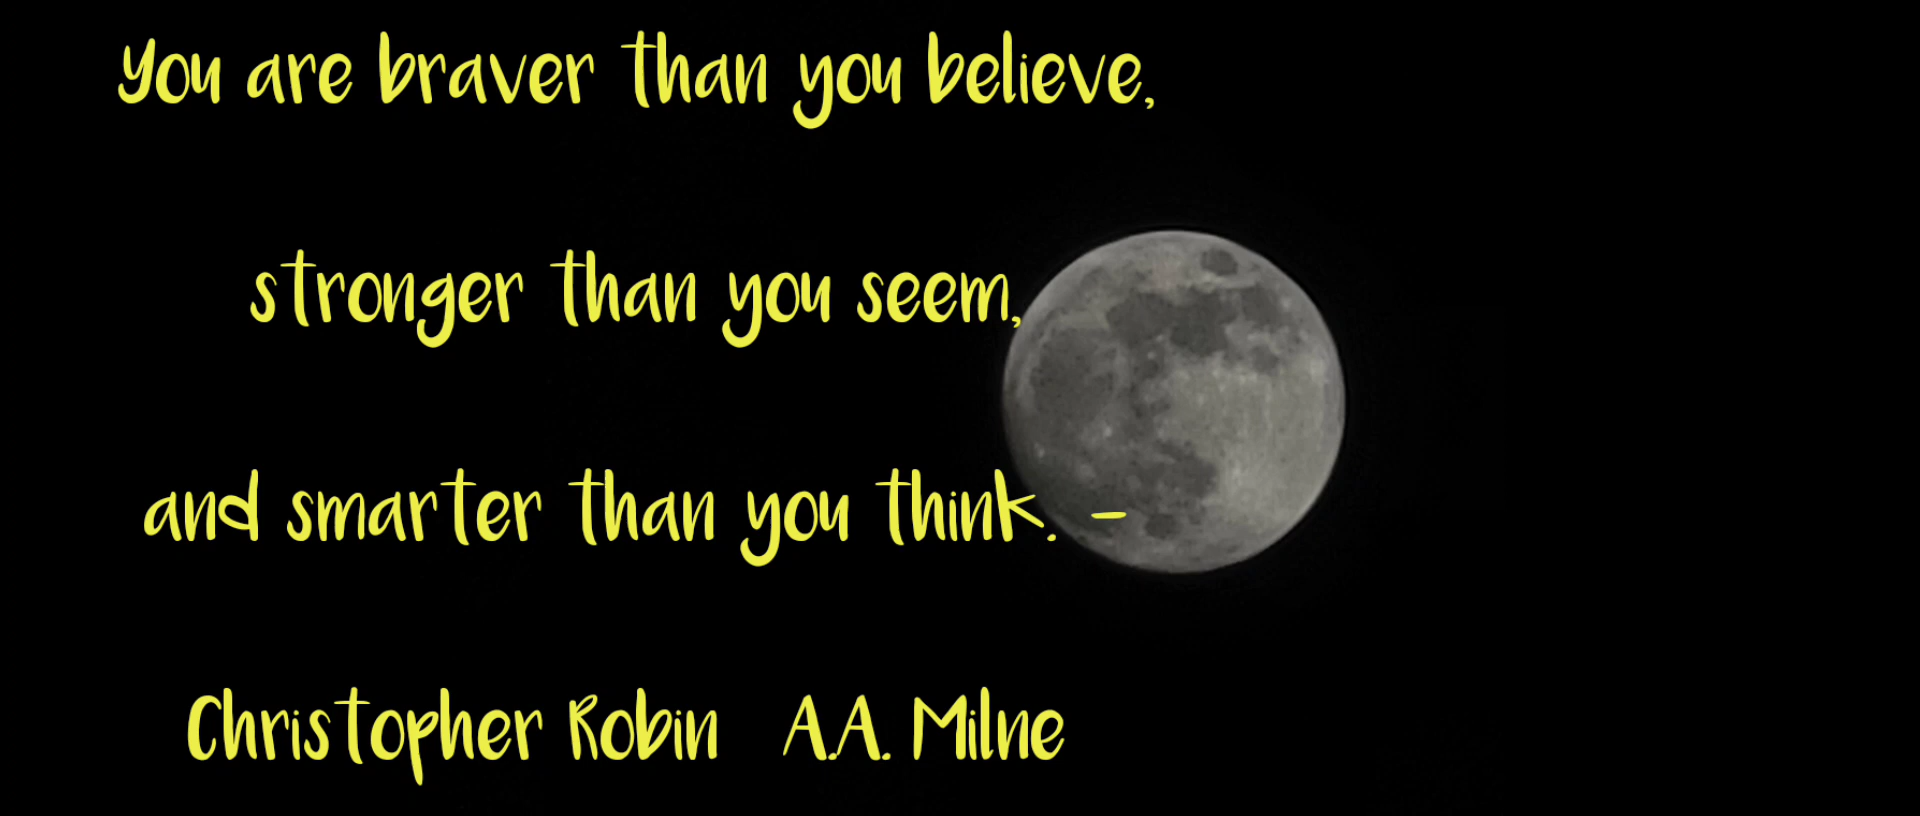 You are braver than you believe,
stronger than you seem,
and smarter than you think. -
Christopher Robin A.A. Milne